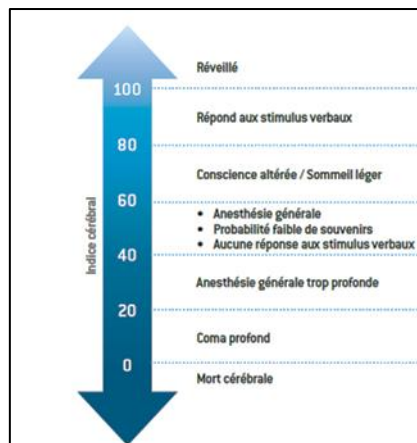 Réveillé
100
Répond aux stimulus verbaux
80
Conscience altérée / Sommeil léger
60
• Anesthésie générale
• Probabilité faible de souvenirs
• Aucune réponse aux stimulus verbaux
40
Anesthésie générale trop profonde
20
Coma profond
0
Mort cérébrale
Indice cérébral